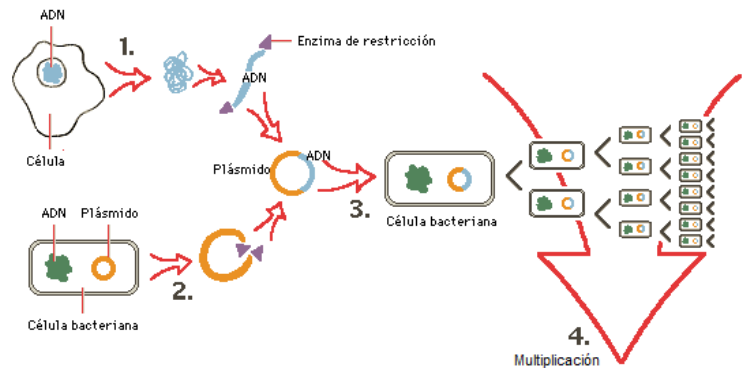 ADN
1.
Enzima de restricción
ADN
Célula
Plásmido
ADN
3.
Célula bacteriana
ADN
Plásmido
2.
Célula bacteriana
4.
Multiplicación